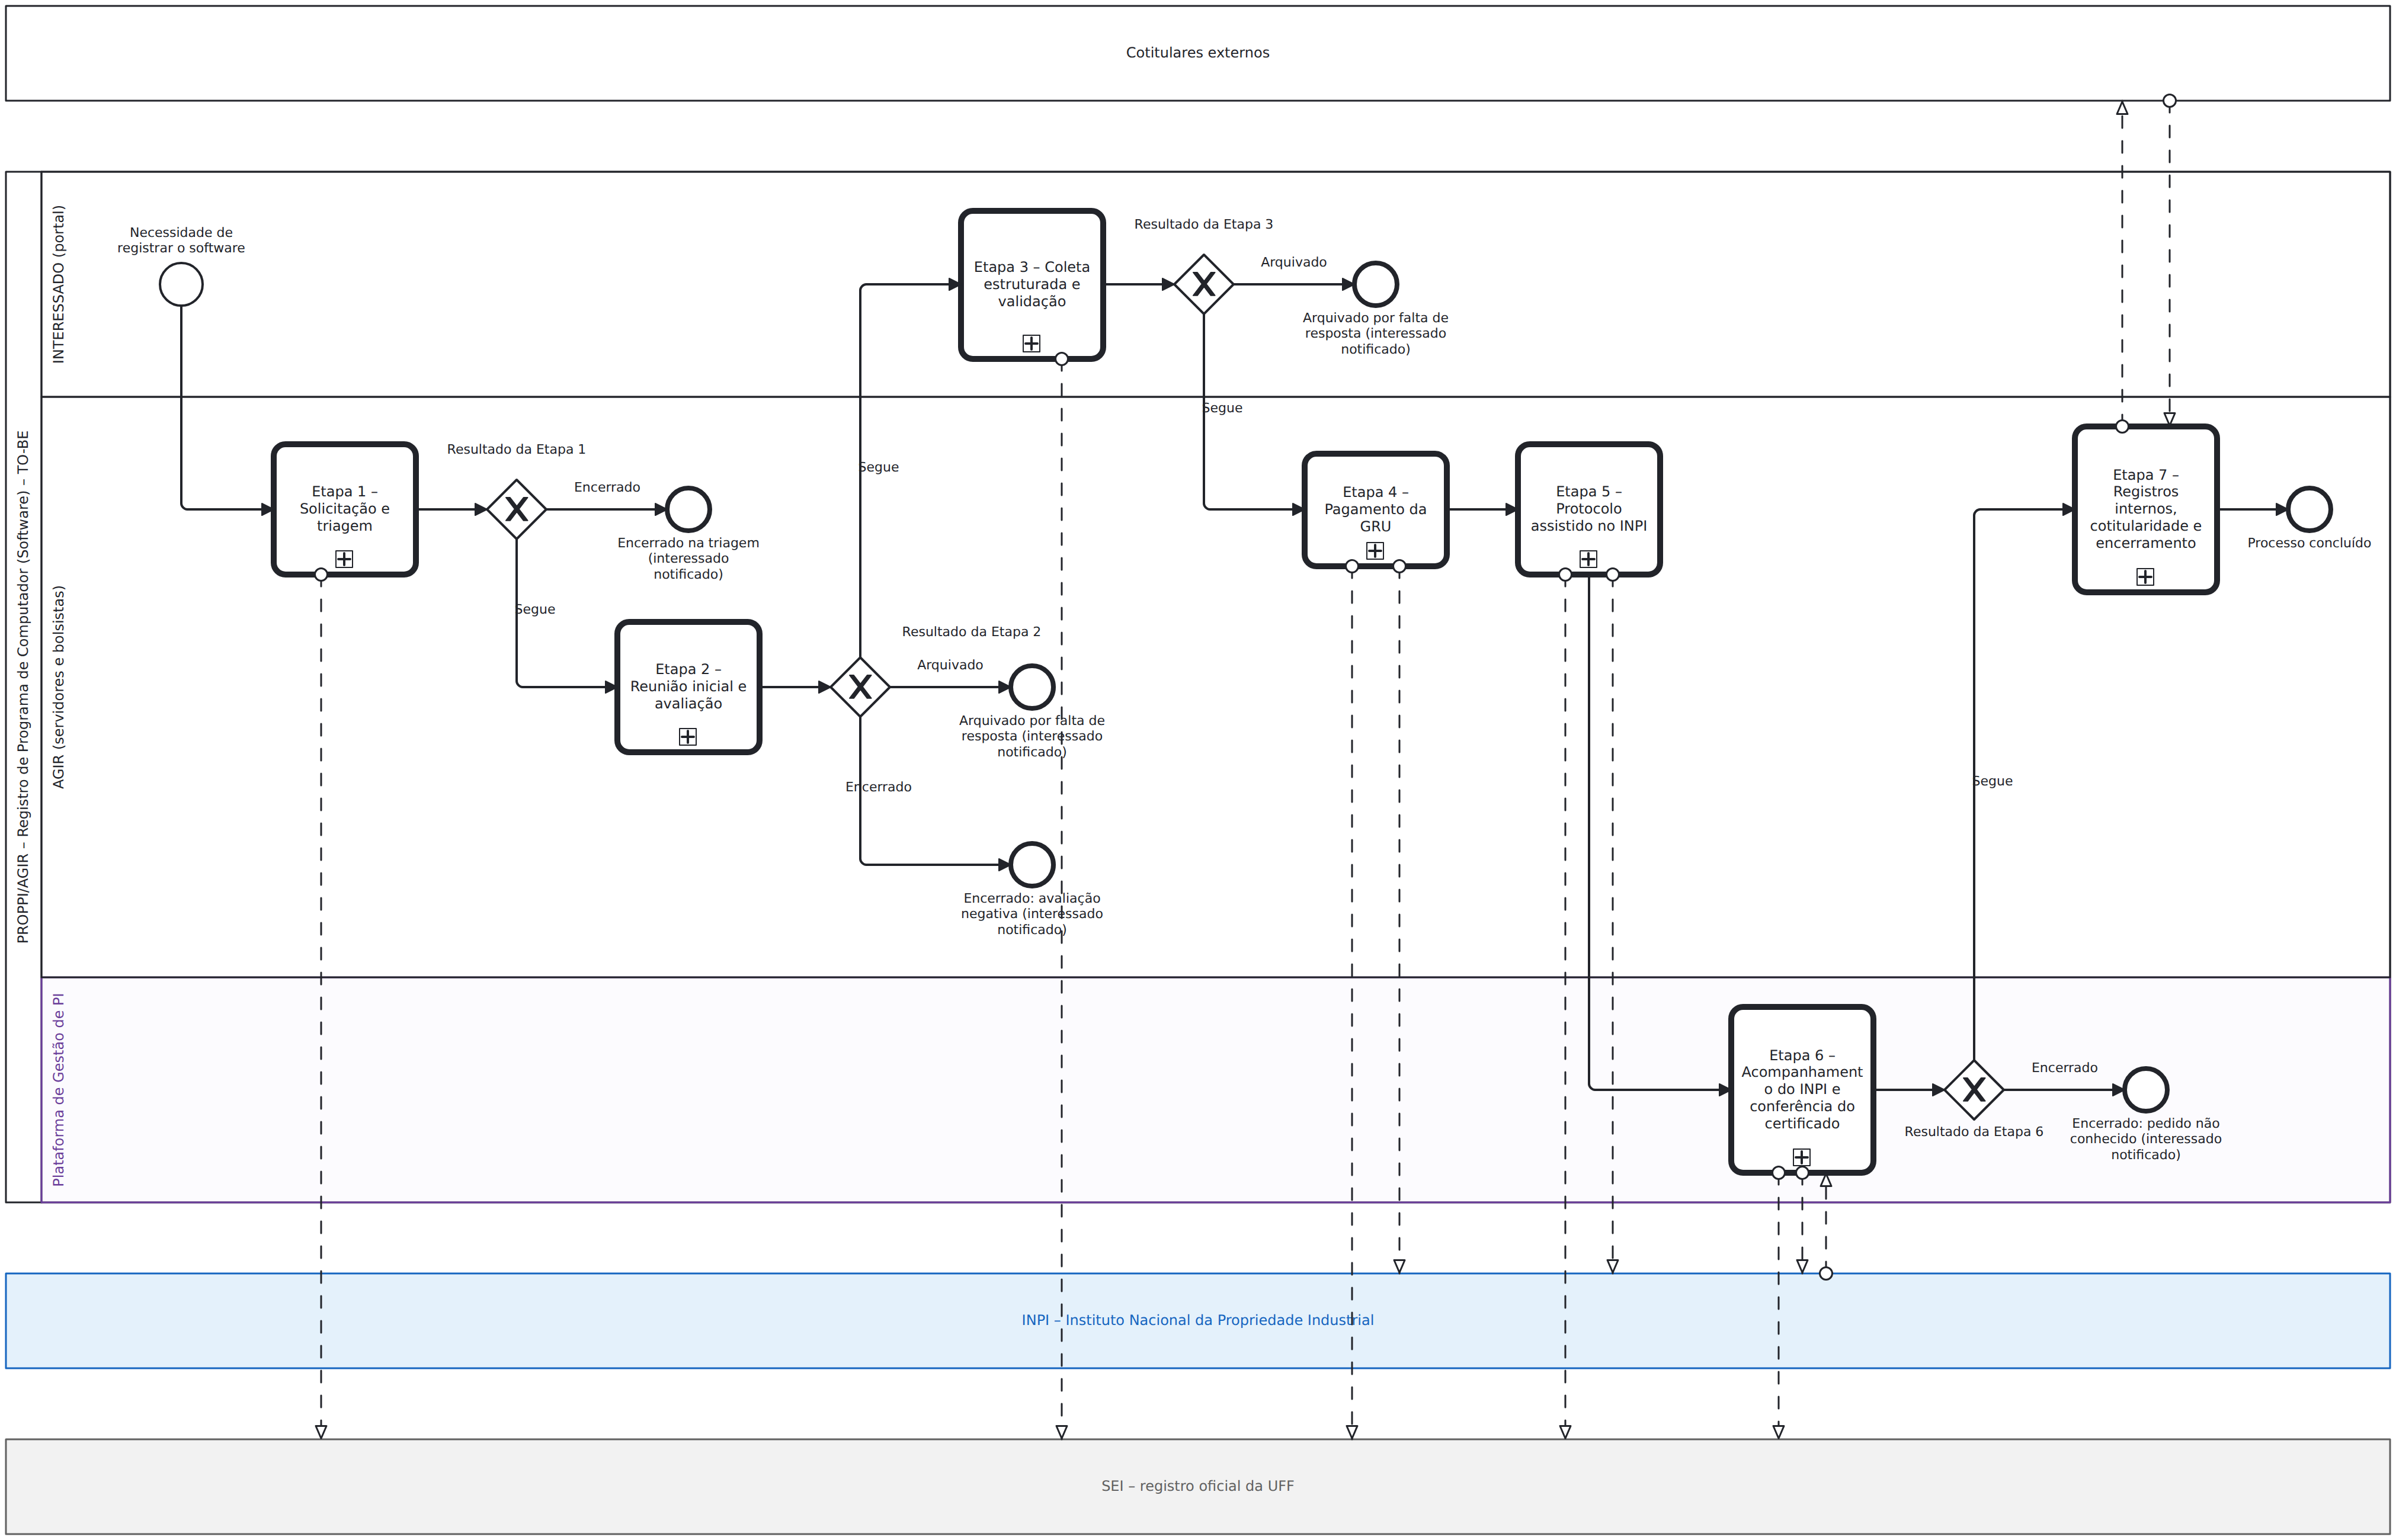 Cotitulares externos
PROPPI/AGIR – Registro de Programa de Computador (Software) – TO-BE
INTERESSADO (portal)
Necessidade de
registrar o software
Etapa 3 – Coleta
estruturada e
validação
Resultado da Etapa 3
Arquivado
Arquivado por falta de
resposta (interessado
notificado)
Segue
AGIR (servidores e bolsistas)
Etapa 1 –
Solicitação e
triagem
Resultado da Etapa 1
Encerrado
Encerrado na triagem
(interessado
notificado)
Segue
Etapa 2 –
Reunião inicial e
avaliação
Segue
Resultado da Etapa 2
Arquivado
Arquivado por falta de
resposta (interessado
notificado)
Encerrado
Encerrado: avaliação
negativa (interessado
notificado)
Etapa 4 –
Pagamento da
GRU
Etapa 5 –
Protocolo
assistido no INPI
Etapa 7 –
Registros
internos,
cotitularidade e
encerramento
Processo concluído
Segue
Plataforma de Gestão de PI
Etapa 6 –
Acompanhament
o do INPI e
conferência do
certificado
Resultado da Etapa 6
Encerrado
Encerrado: pedido não
conhecido (interessado
notificado)
INPI – Instituto Nacional da Propriedade Industrial
SEI – registro oficial da UFF